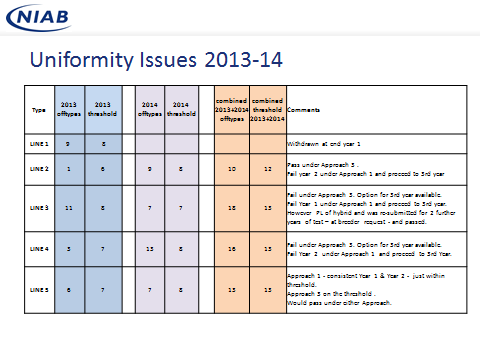 NIAB
Uniformity Issues 2013-14
Type 2013 offtypes 2013 threshold 2014 offtypes 2014 threshold combined 2013+2014 offtypes combined threshold 2013+2014 Comments
LINE 1 9 8 Withdrawn at end year 1
LINE 2 1 6 9 8 10 12 Pass under Approach 3 .
Fail year 2 under Approach 1 and proceed to 3rd year
LINE 3 11 8 7 7 18 13 Fail under Approach 3. Option for 3rd year available.
Fail Year 1 under Approach 1 and proceed to 3rd year.
However PL of hybrid and was re-submitted for 2 further
years of test – at breeder request - and passed.
LINE 4 3 7 13 8 16 13 Fail under Approach 3. Option for 3rd year available.
Fail Year 2 under Approach 1 and proceed to 3rd Year.
LINE 5 6 7 7 8 13 13 Approach 1 - consistent Year 1 & Year 2 - just within
threshold.
Approach 3 on the threshold .
Would pass under either Approach.